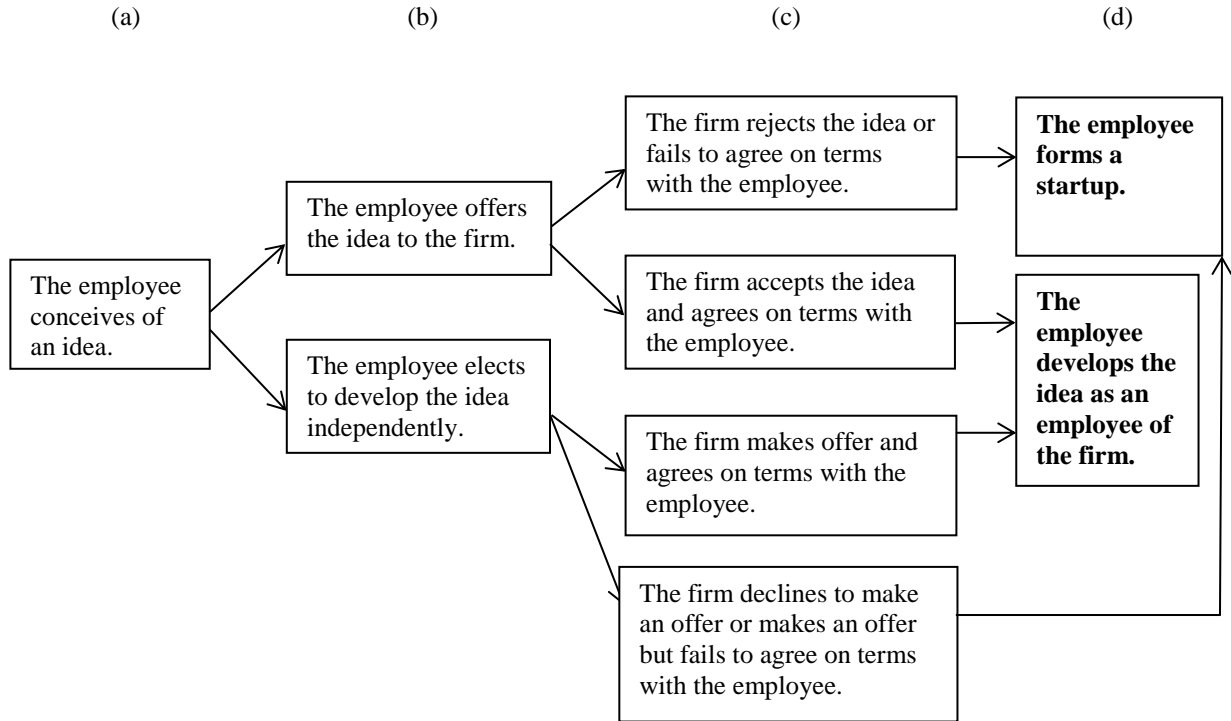 (a) (b) (c) (d)
The employee
conceives of
an idea.
The employee offers
the idea to the firm.
The employee elects
to develop the idea
independently.
The firm rejects the idea or
fails to agree on terms
with the employee.
The firm accepts the idea
and agrees on terms with
the employee.
The firm makes offer and
agrees on terms with the
employee.
The firm declines to make
an offer or makes an offer
but fails to agree on terms
with the employee.
The employee
forms a
startup.
The
employee
develops the
idea as an
employee of
the firm.